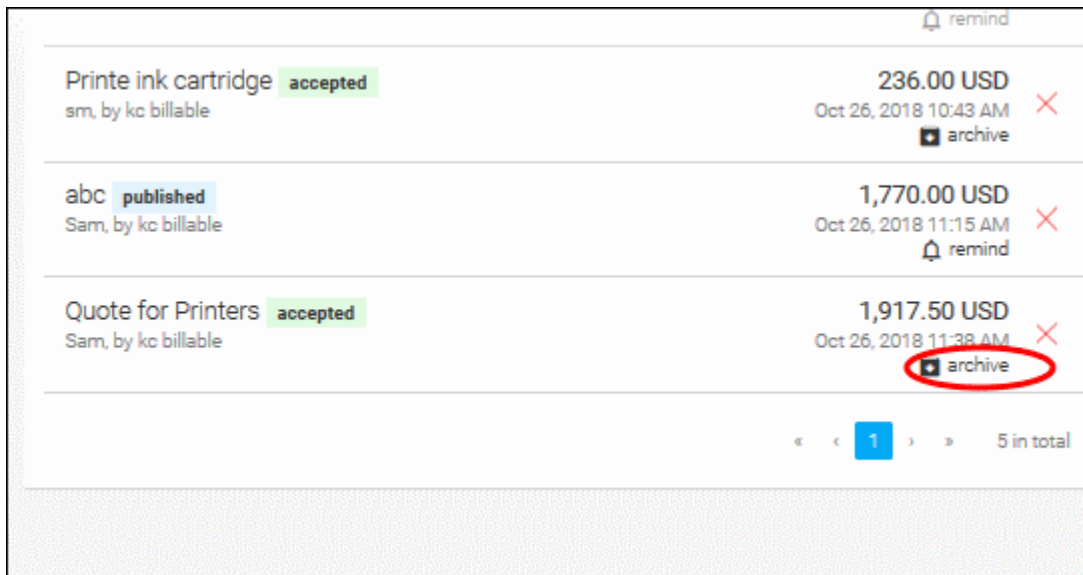 remind
Printe ink cartridge accepted 236.00 USD
sm, by kc billable Oct 26, 2018 10:43 AM
archive
abc published 1,770.00 USD
Sam, by kc billable Oct 26, 2018 11:15 AM
remind
Quote for Printers accepted 1,917.50 USD
Sam, by kc billable Oct 26, 2018 11:38 AM
archive
« ‹ 1 › » 5 in total